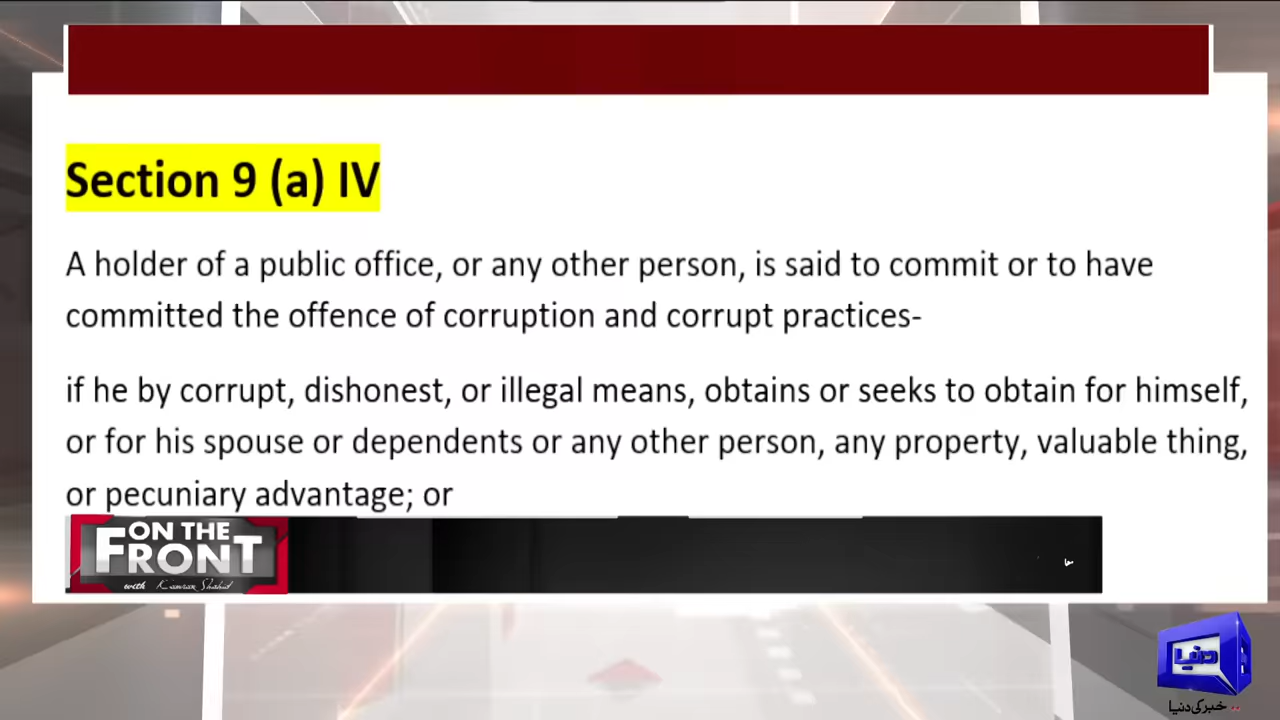 Section 9 (a) IV
A holder of a public office, or any other person, is said to commit or to have
committed the offence of corruption and corrupt practices-
if he by corrupt, dishonest, or illegal means, obtains or seeks to obtain for himself,
or for his spouse or dependents or any other person, any property, valuable thing,
or pecuniary advantage; or
ON THE
FRONT
with Kamran Shahid
دنیا
خبر کی دنیا